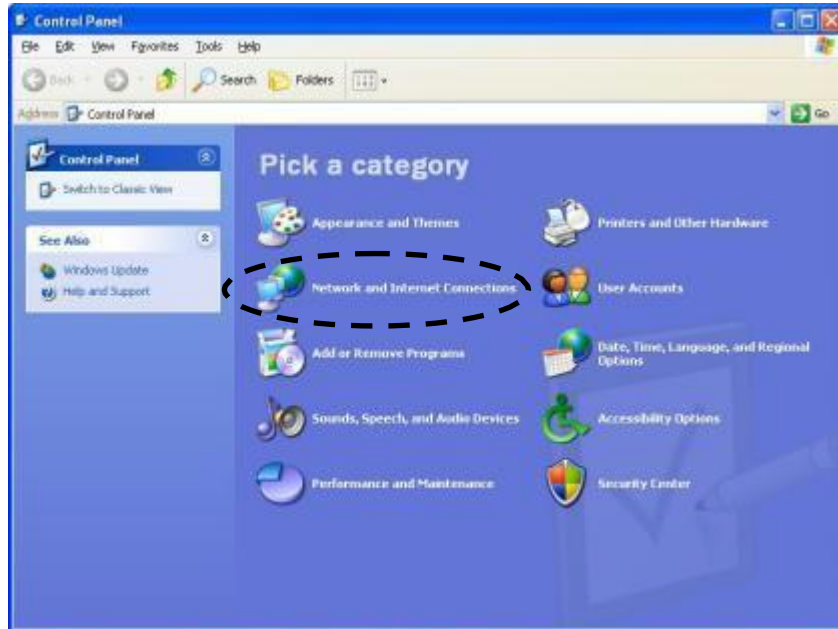 Control Panel
File Edit View Favorites Tools Help
Back Search Folders
Address Control Panel Go
Control Panel
Switch to Classic View
See Also
Windows Update
Help and Support
Pick a category
Appearance and Themes
Printers and Other Hardware
Network and Internet Connections
User Accounts
Add or Remove Programs
Date, Time, Language, and Regional
Options
Sounds, Speech, and Audio Devices
Accessibility Options
Performance and Maintenance
Security Center